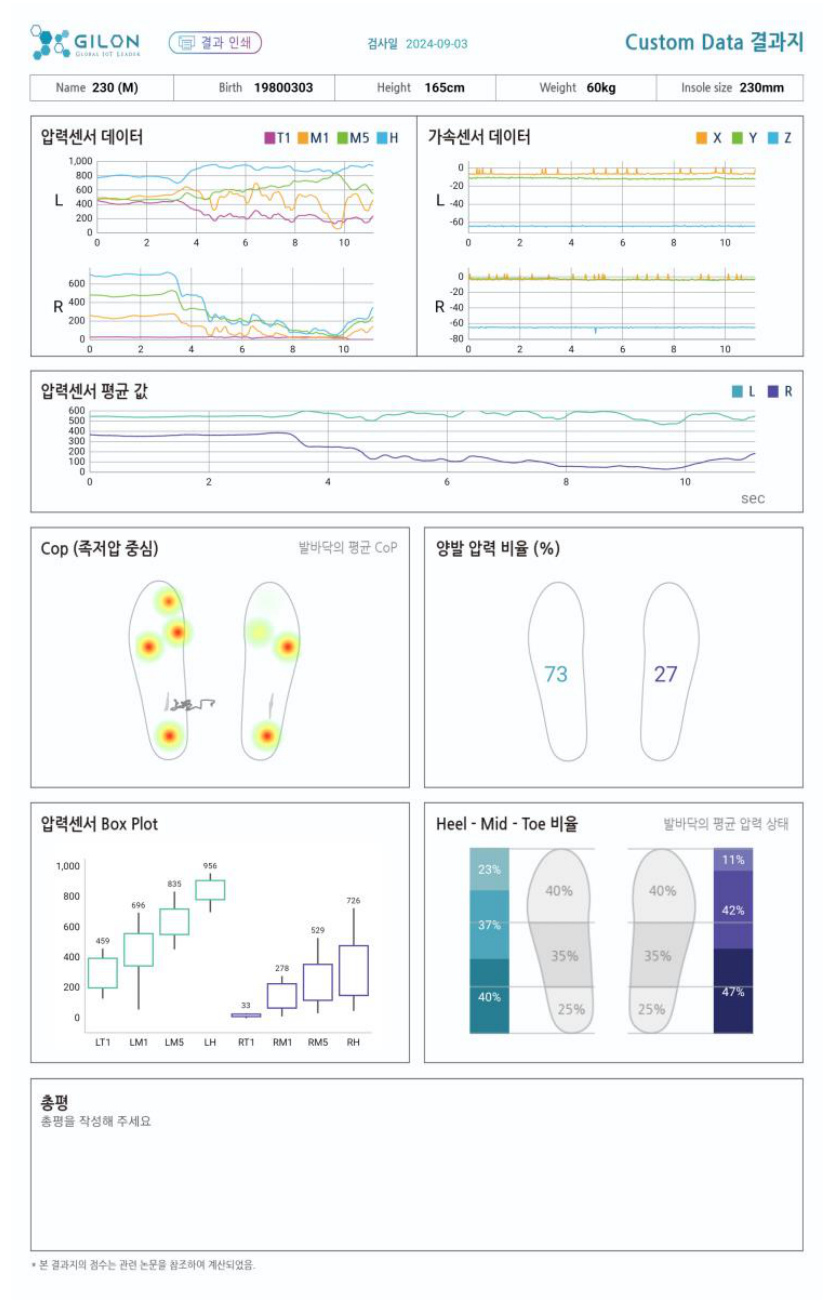 GILON
GLOBAL IOT LEADER
결과 인쇄
검사일 2024-09-03
Custom Data 결과지
Name 230 (M)
Birth 19800303
Height 165cm
Weight 60kg
Insole size 230mm
압력센서 데이터
T1 M1 M5 H
L
1,000
800
600
400
200
0
0 2 4 6 8 10
R
600
400
200
0
0 2 4 6 8 10
가속센서 데이터
X Y Z
L
0
-20
-40
-60
0 2 4 6 8 10
R
0
-20
-40
-60
-80
0 2 4 6 8 10
압력센서 평균 값
L R
600
500
400
300
200
100
0
0 2 4 6 8 10
sec
Cop (족저압 중심)
발바닥의 평균 CoP
양발 압력 비율 (%)
73
27
압력센서 Box Plot
1,000
800
600
400
200
0
459
696
835
956
33
278
529
726
LT1 LM1 LM5 LH RT1 RM1 RM5 RH
Heel - Mid - Toe 비율
발바닥의 평균 압력 상태
23%
37%
40%
40%
35%
25%
40%
35%
25%
11%
42%
47%
총평
총평을 작성해 주세요
* 본 결과지의 점수는 관련 논문을 참조하여 계산되었음.